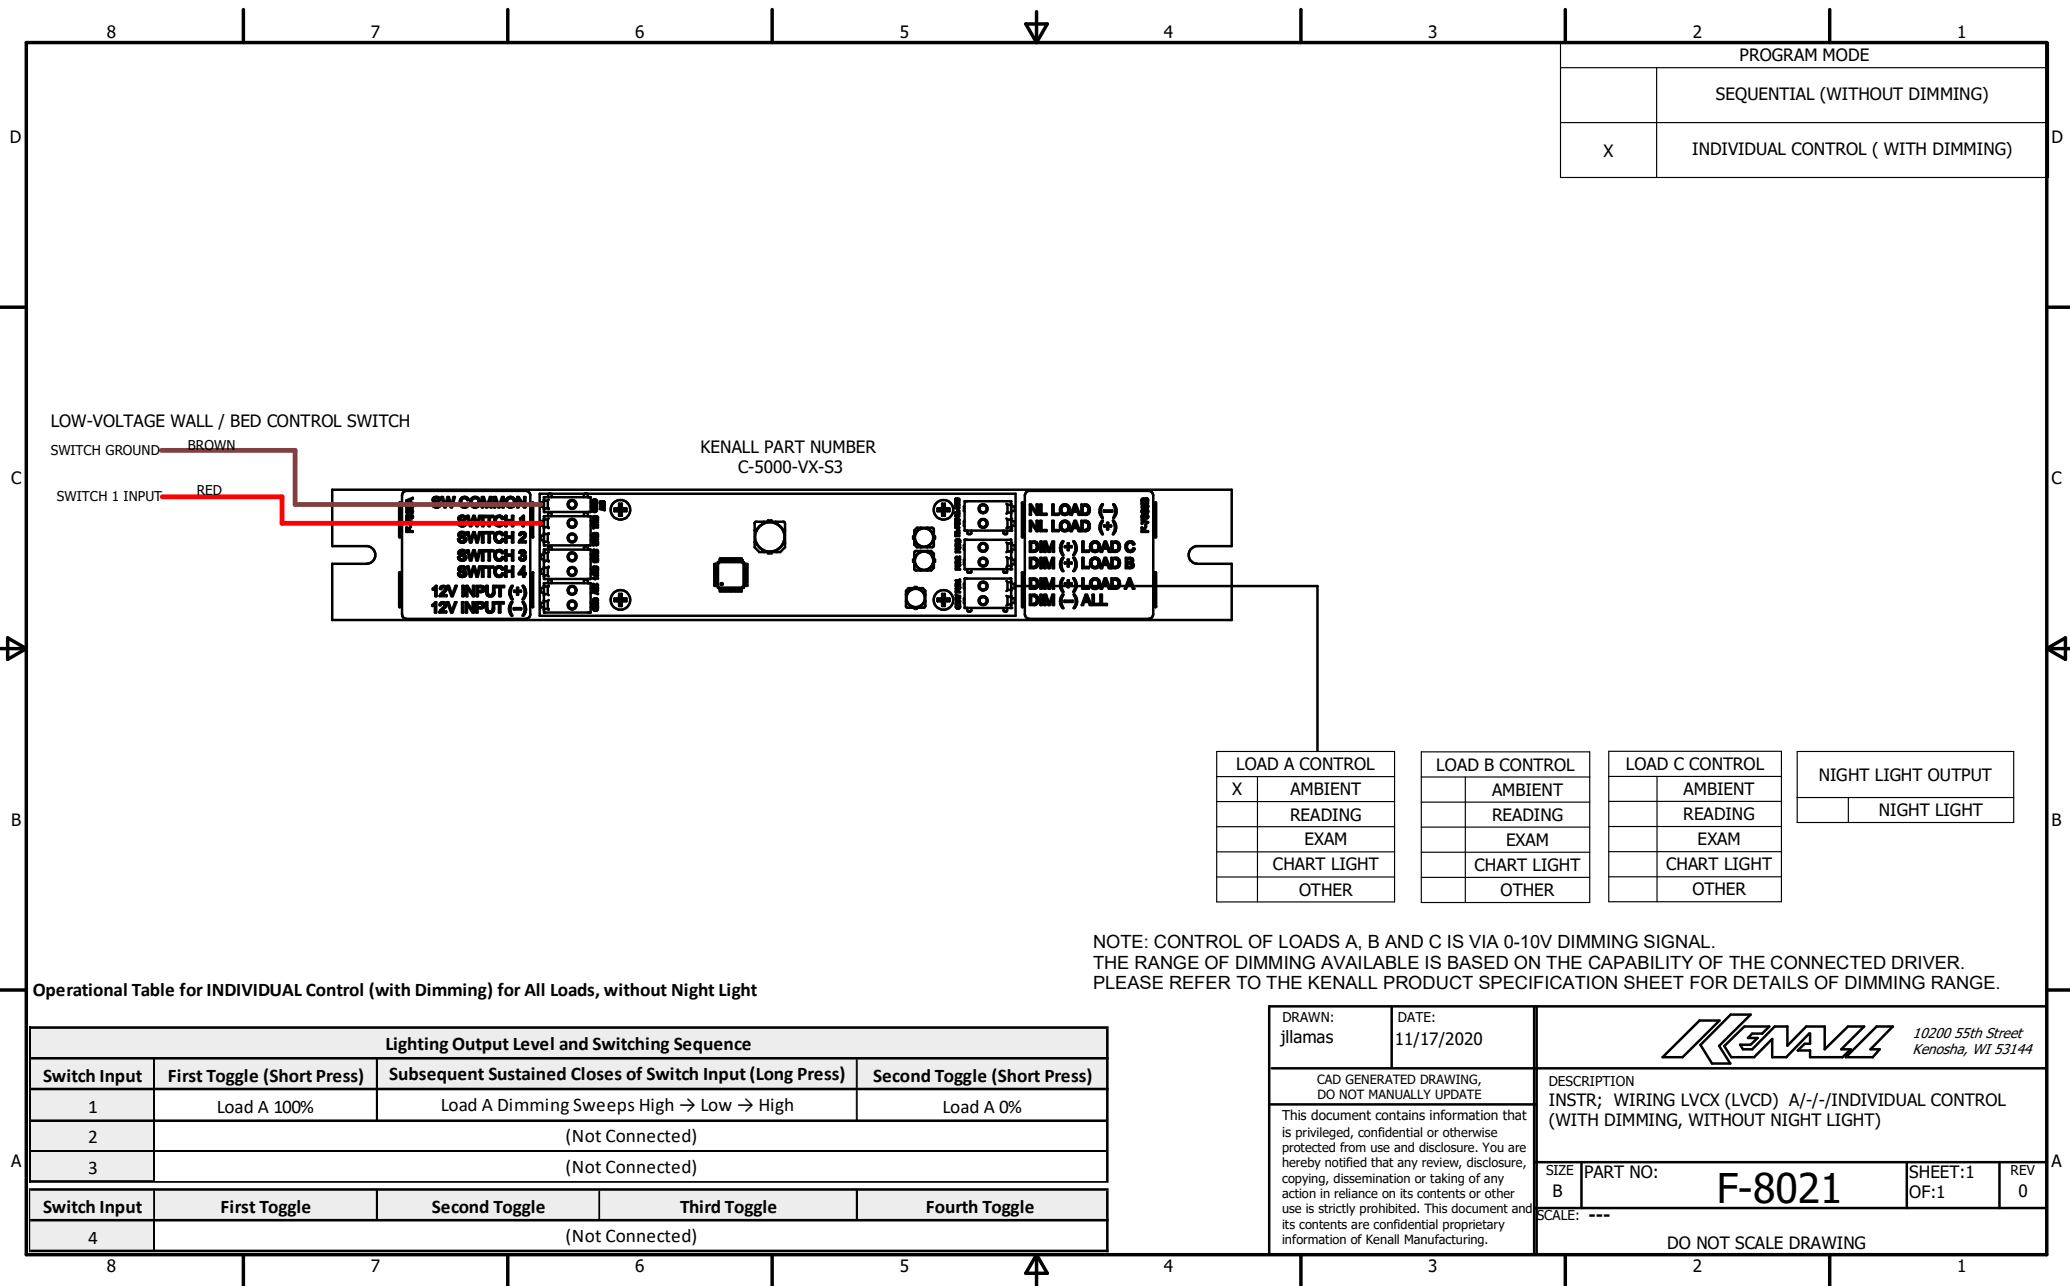 8 7 6 5 4 3 2 1
PROGRAM MODE
SEQUENTIAL (WITHOUT DIMMING)
X INDIVIDUAL CONTROL ( WITH DIMMING)
D D
LOW-VOLTAGE WALL / BED CONTROL SWITCH
SWITCH GROUND BROWN
SWITCH 1 INPUT RED
KENALL PART NUMBER
C-5000-VX-S3
C C
SW COMMON
SWITCH 1
SWITCH 2
SWITCH 3
SWITCH 4
12V INPUT (+)
12V INPUT (-)
NL LOAD (-)
NL LOAD (+)
DIM (+) LOAD C
DIM (+) LOAD B
DIM (+) LOAD A
DIM (-) ALL
LOAD A CONTROL
X AMBIENT
READING
EXAM
CHART LIGHT
OTHER
LOAD B CONTROL
AMBIENT
READING
EXAM
CHART LIGHT
OTHER
LOAD C CONTROL
AMBIENT
READING
EXAM
CHART LIGHT
OTHER
NIGHT LIGHT OUTPUT
NIGHT LIGHT
B B
NOTE: CONTROL OF LOADS A, B AND C IS VIA 0-10V DIMMING SIGNAL.
THE RANGE OF DIMMING AVAILABLE IS BASED ON THE CAPABILITY OF THE CONNECTED DRIVER.
PLEASE REFER TO THE KENALL PRODUCT SPECIFICATION SHEET FOR DETAILS OF DIMMING RANGE.
Operational Table for INDIVIDUAL Control (with Dimming) for All Loads, without Night Light
Lighting Output Level and Switching Sequence
Switch Input First Toggle (Short Press) Subsequent Sustained Closes of Switch Input (Long Press) Second Toggle (Short Press)
1 Load A 100% Load A Dimming Sweeps High → Low → High Load A 0%
2 (Not Connected)
3 (Not Connected)
Switch Input First Toggle Second Toggle Third Toggle Fourth Toggle
4 (Not Connected)
A A
DRAWN:
jllamas
DATE:
11/17/2020
CAD GENERATED DRAWING,
DO NOT MANUALLY UPDATE
This document contains information that
is privileged, confidential or otherwise
protected from use and disclosure. You are
hereby notified that any review, disclosure,
copying, dissemination or taking of any
action in reliance on its contents or other
use is strictly prohibited. This document and
its contents are confidential proprietary
information of Kenall Manufacturing.
KENALL
10200 55th Street
Kenosha, WI 53144
DESCRIPTION
INSTR; WIRING LVCX (LVCD) A/-/-/INDIVIDUAL CONTROL
(WITH DIMMING, WITHOUT NIGHT LIGHT)
SIZE
B
PART NO: F-8021
SHEET:1
OF:1
REV
0
SCALE: ---
DO NOT SCALE DRAWING
8 7 6 5 4 3 2 1